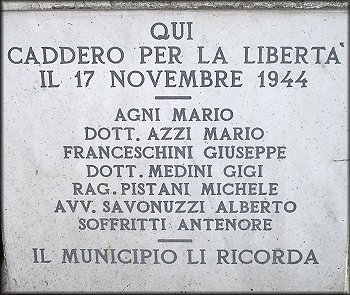 QUI
CADDERO PER LA LIBERTA'
IL 17 NOVEMBRE 1944
AGNI MARIO
DOTT. AZZI MARIO
FRANCESCHINI GIUSEPPE
DOTT. MEDINI GIGI
RAG. PISTANI MICHELE
AVV. SAVONUZZI ALBERTO
SOFFRITTI ANTENORE
IL MUNICIPIO LI RICORDA